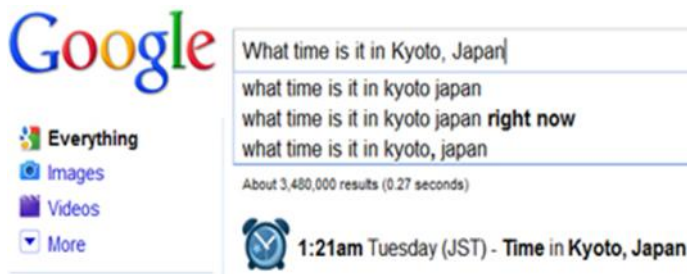 Google
What time is it in Kyoto, Japan
what time is it in kyoto japan
what time is it in kyoto japan right now
what time is it in kyoto, japan
Everything
Images
Videos
More
About 3,480,000 results (0.27 seconds)
1:21am Tuesday (JST) - Time in Kyoto, Japan